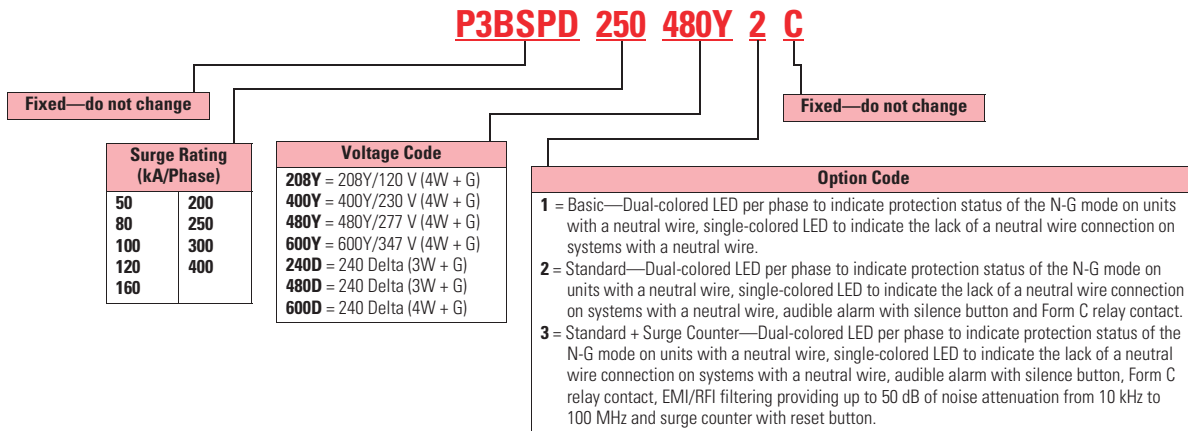 P3BSPD 250 480Y 2 C
Fixed—do not change
Fixed—do not change
Surge Rating
(kA/Phase)
50 200
80 250
100 300
120 400
160
Voltage Code
208Y = 208Y/120 V (4W + G)
400Y = 400Y/230 V (4W + G)
480Y = 480Y/277 V (4W + G)
600Y = 600Y/347 V (4W + G)
240D = 240 Delta (3W + G)
480D = 240 Delta (3W + G)
600D = 240 Delta (4W + G)
Option Code
1 = Basic—Dual-colored LED per phase to indicate protection status of the N-G mode on units
with a neutral wire, single-colored LED to indicate the lack of a neutral wire connection on
systems with a neutral wire.
2 = Standard—Dual-colored LED per phase to indicate protection status of the N-G mode on
units with a neutral wire, single-colored LED to indicate the lack of a neutral wire connection
on systems with a neutral wire, audible alarm with silence button and Form C relay contact.
3 = Standard + Surge Counter—Dual-colored LED per phase to indicate protection status of the
N-G mode on units with a neutral wire, single-colored LED to indicate the lack of a neutral
wire connection on systems with a neutral wire, audible alarm with silence button, Form C
relay contact, EMI/RFI filtering providing up to 50 dB of noise attenuation from 10 kHz to
100 MHz and surge counter with reset button.